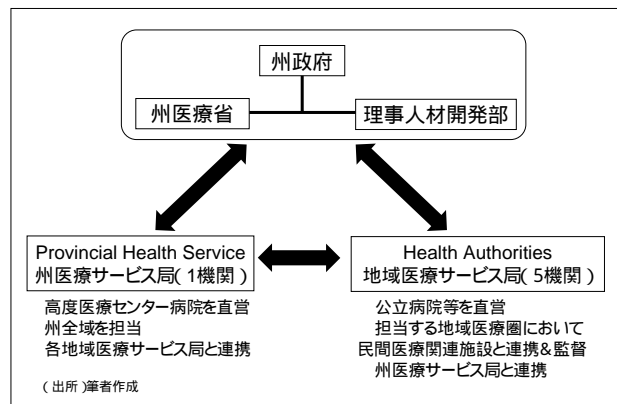 州政府
州医療省
理事人材開発部
Provincial Health Service
州医療サービス局(1機関)
高度医療センター病院を直営
州全域を担当
各地域医療サービス局と連携
Health Authorities
地域医療サービス局(5機関)
公立病院等を直営
担当する地域医療圏において
民間医療関連施設と連携&監督
州医療サービス局と連携
(出所)筆者作成